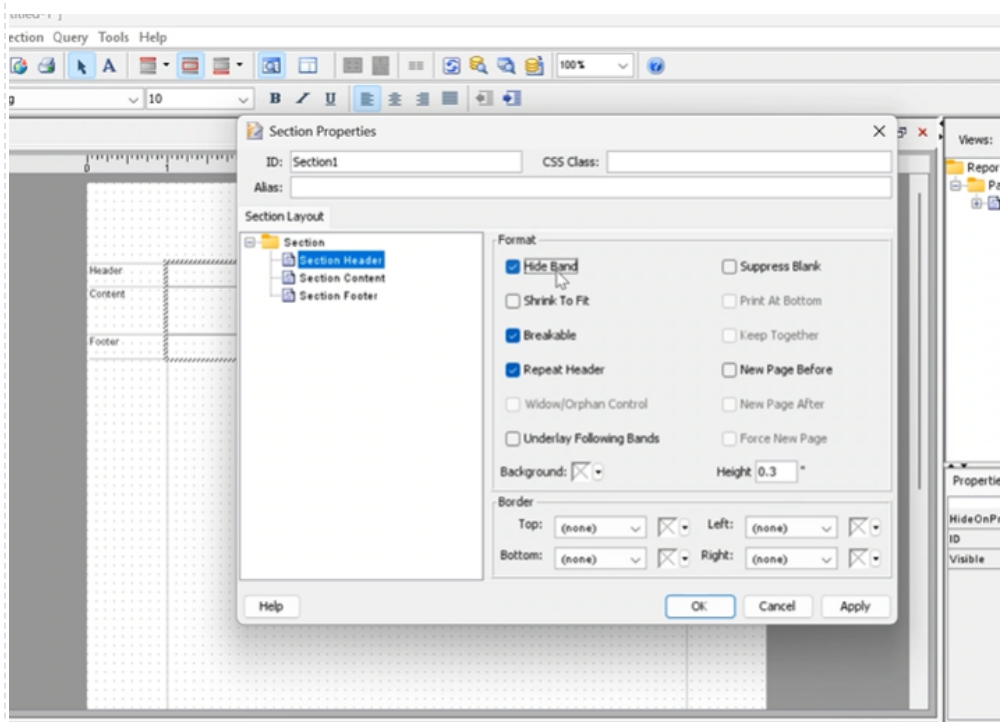 ection Query Tools Help
100%
10
B I U
Section Properties
Views:
ID: Section1 CSS Class:
Repor
Alias:
Pa
0 1
Section Layout
Section
Section Header
Section Content
Section Footer
Format
Hide Band Suppress Blank
Shrink To Fit Print At Bottom
Breakable Keep Together
Repeat Header New Page Before
Widow/Orphan Control New Page After
Underlay Following Bands Force New Page
Background: Height 0.3 "
Border
Top: (none) Left: (none)
Bottom: (none) Right: (none)
Help OK Cancel Apply
Header
Content
Footer
Propertie
HideOnPr
ID
Visible